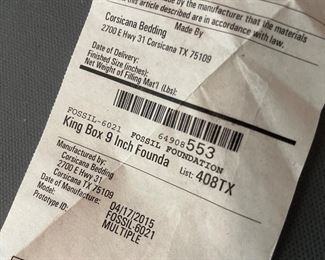 made by the manufacturer that the materials
this article described are in accordance with law.
Made By
Corsicana Bedding
2700 E Hwy 31 Corsicana TX 75109
Date of Delivery:
Finished Size (Inches):
Net Weight of Filling Mat'l (Lbs):
64908553
FOSSIL-6021 FOSSIL FOUNDATION
King Box 9 Inch Founda List: 408TX
Manufactured by:
Corsicana Bedding
2700 E Hwy 31
Corsicana TX 75109
Date: 04/17/2015
Model: FOSSIL-6021
Prototype ID: MULTIPLE